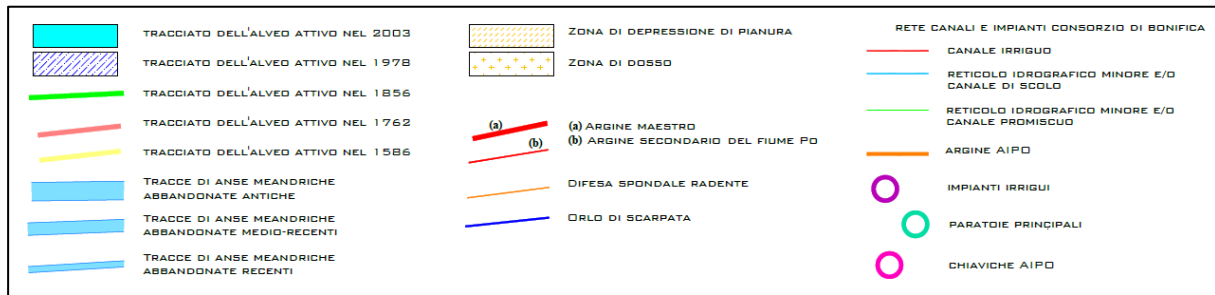 TRACCIATO DELL'ALVEO ATTIVO NEL 2003
TRACCIATO DELL'ALVEO ATTIVO NEL 1978
TRACCIATO DELL'ALVEO ATTIVO NEL 1856
TRACCIATO DELL'ALVEO ATTIVO NEL 1762
TRACCIATO DELL'ALVEO ATTIVO NEL 1586
TRACCE DI ANSE MEANDRICHE
ABBANDONATE ANTICHE
TRACCE DI ANSE MEANDRICHE
ABBANDONATE MEDIO-RECENTI
TRACCE DI ANSE MEANDRICHE
ABBANDONATE RECENTI
ZONA DI DEPRESSIONE DI PIANURA
ZONA DI DOSSO
(a)
(b)
(a) ARGINE MAESTRO
(b) ARGINE SECONDARIO DEL FIUME PO
DIFESA SPONDALE RADENTE
ORLO DI SCARPATA
RETE CANALI E IMPIANTI CONSORZIO DI BONIFICA
CANALE IRRIGUO
RETICOLO IDROGRAFICO MINORE E/O
CANALE DI SCOLO
RETICOLO IDROGRAFICO MINORE E/O
CANALE PROMISCUO
ARGINE AIPO
IMPIANTI IRRIGUI
PARATOIE PRINCIPALI
CHIAVICHE AIPO